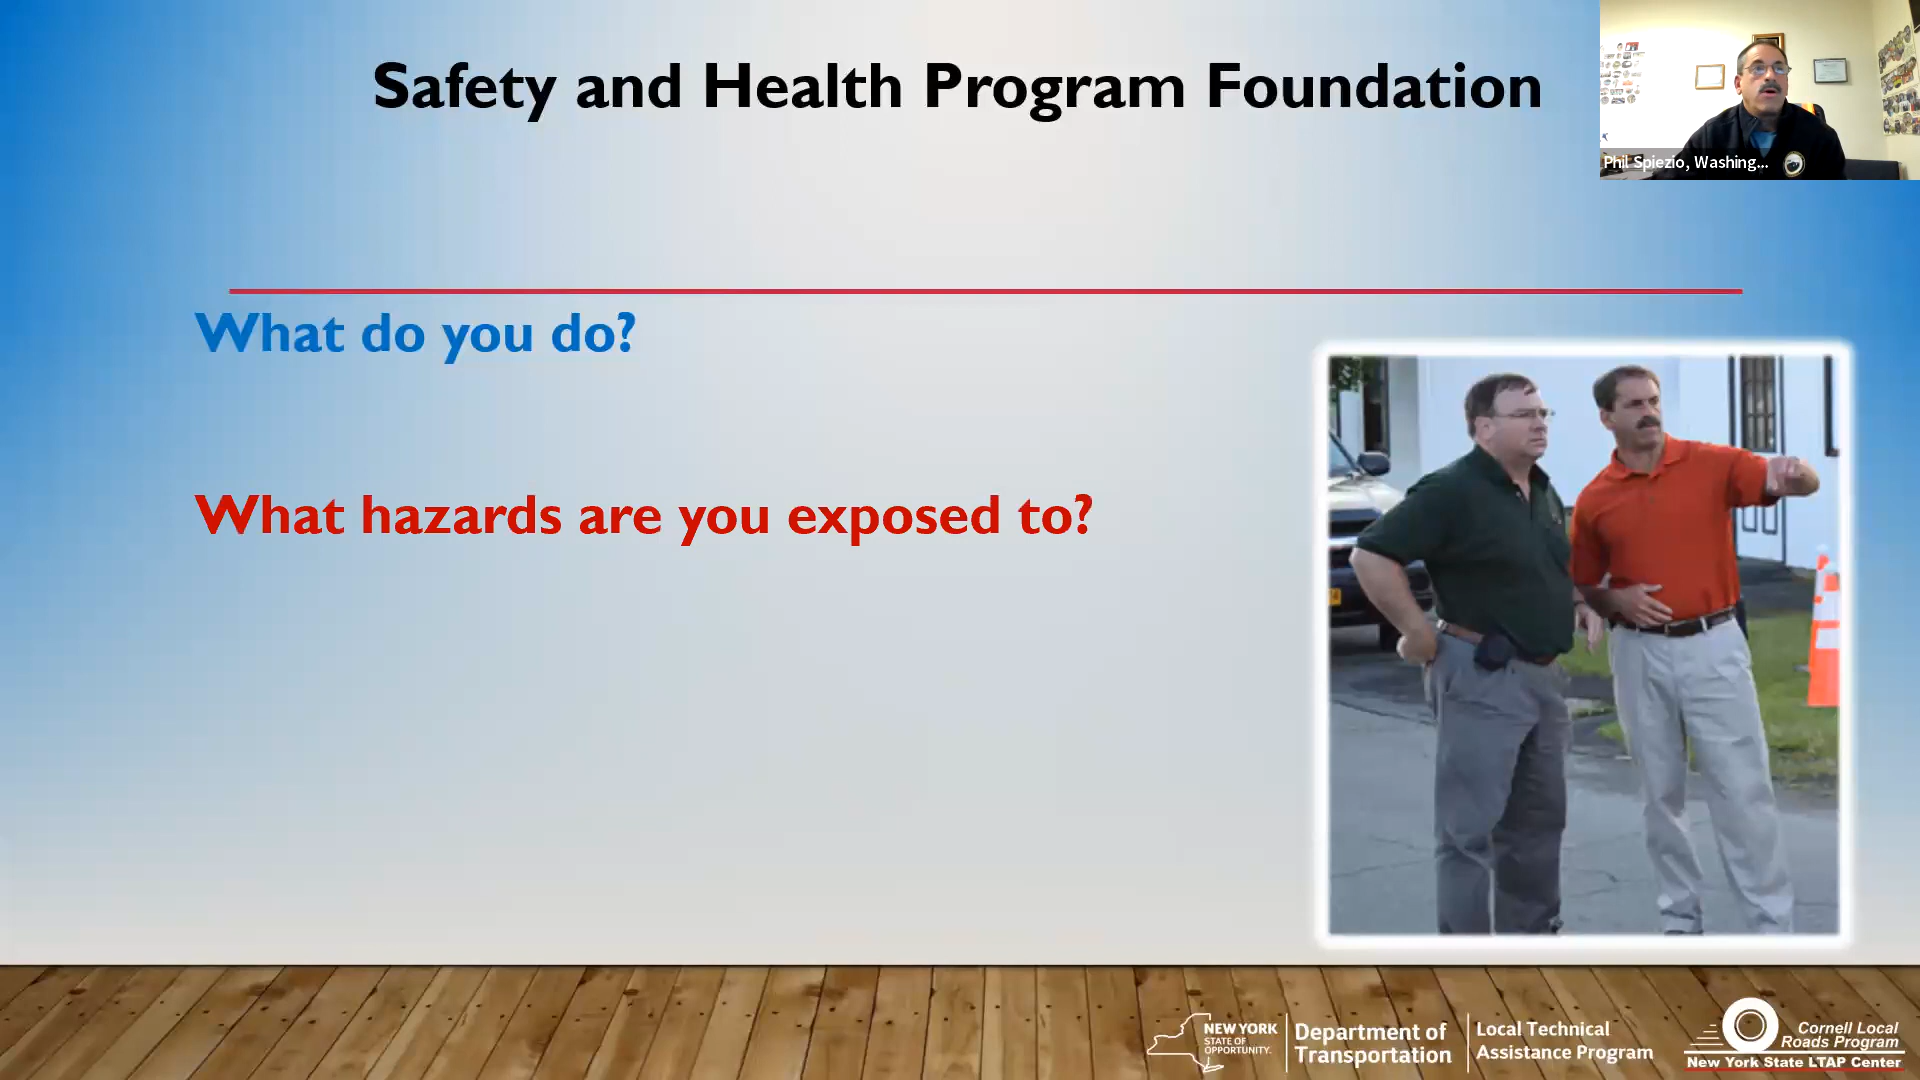 Safety and Health Program Foundation
Phil Spiezio, Washing...
What do you do?
What hazards are you exposed to?
NEW YORK
STATE OF
OPPORTUNITY.
Department of
Transportation
Local Technical
Assistance Program
Cornell Local
Roads Program
New York State LTAP Center